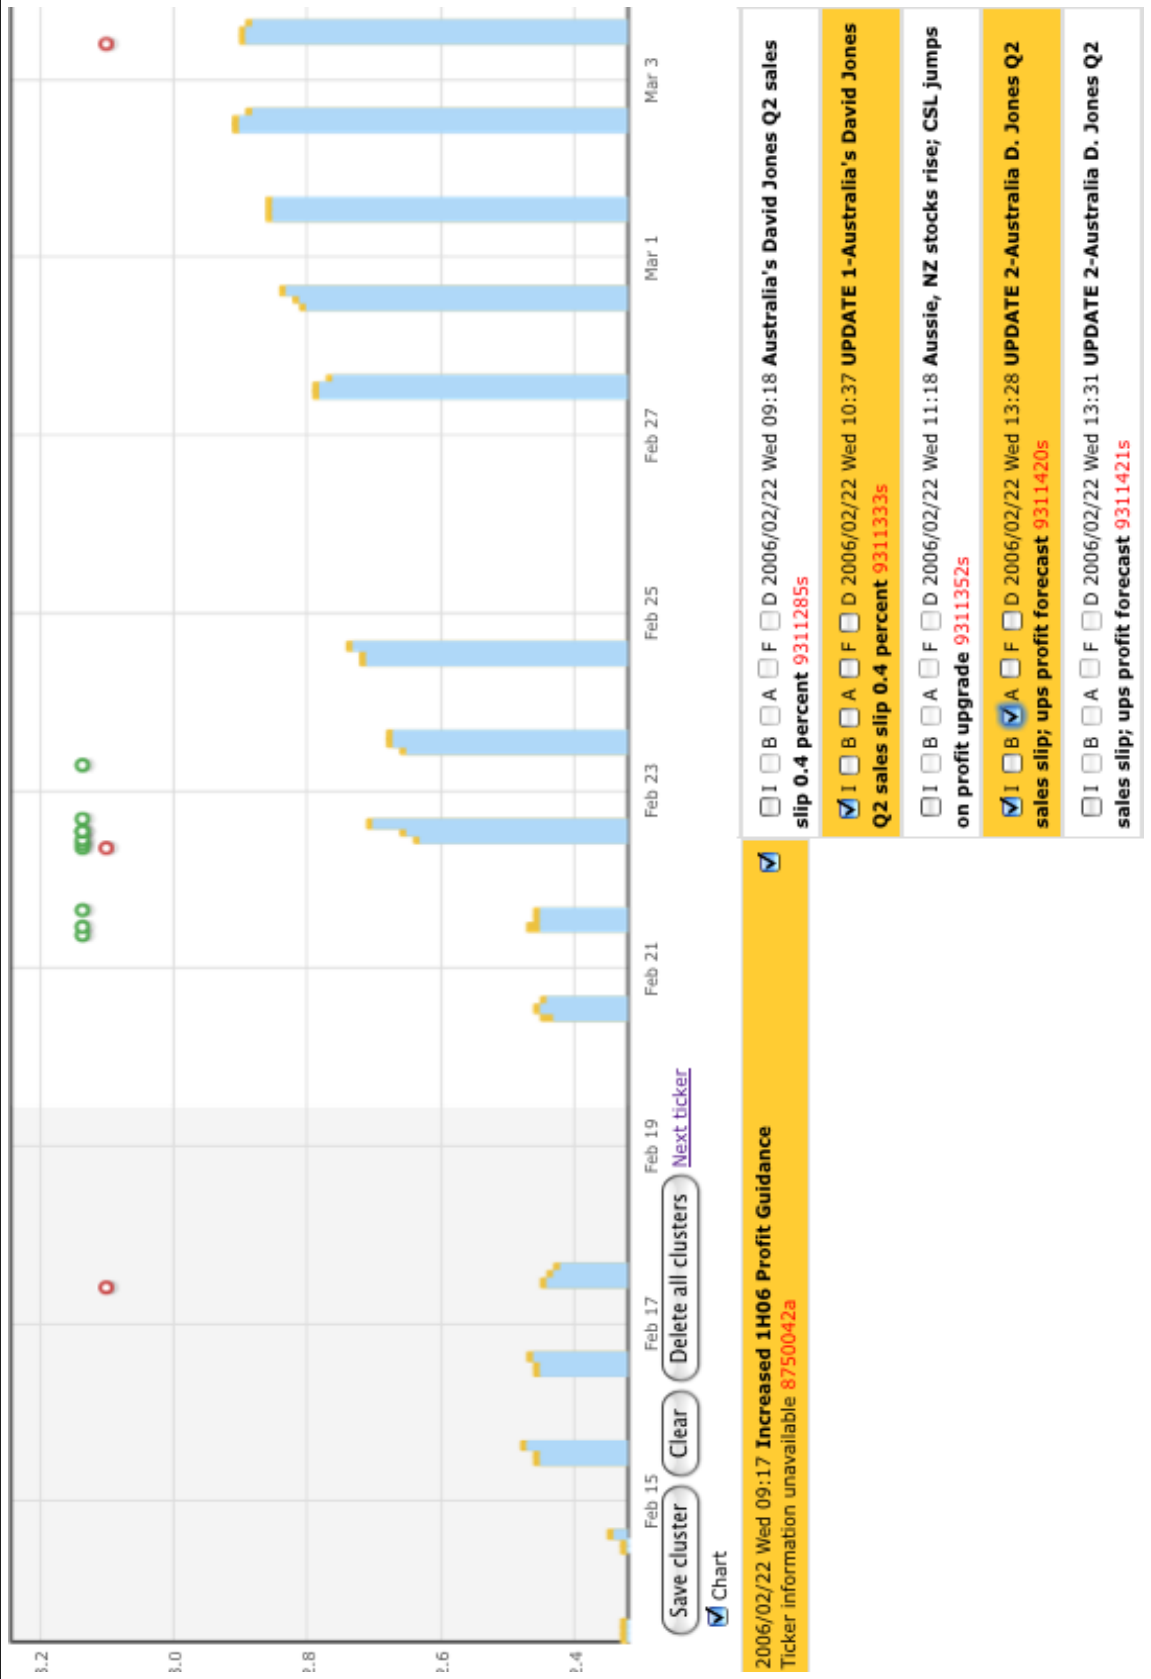 3.2
3.0
2.8
2.6
2.4
Feb 15 Feb 17 Feb 19 Feb 21 Feb 23 Feb 25 Feb 27 Mar 1 Mar 3
Save cluster Clear Delete all clusters Next ticker
Chart
2006/02/22 Wed 09:17 Increased 1H06 Profit Guidance
Ticker information unavailable 8750042a
I B A F D 2006/02/22 Wed 09:18 Australia's David Jones Q2 sales
slip 0.4 percent 9311285s
I B A F D 2006/02/22 Wed 10:37 UPDATE 1-Australia's David Jones
Q2 sales slip 0.4 percent 9311333s
I B A F D 2006/02/22 Wed 11:18 Aussie, NZ stocks rise; CSL jumps
on profit upgrade 9311352s
I B A F D 2006/02/22 Wed 13:28 UPDATE 2-Australia D. Jones Q2
sales slip; ups profit forecast 9311420s
I B A F D 2006/02/22 Wed 13:31 UPDATE 2-Australia D. Jones Q2
sales slip; ups profit forecast 9311421s